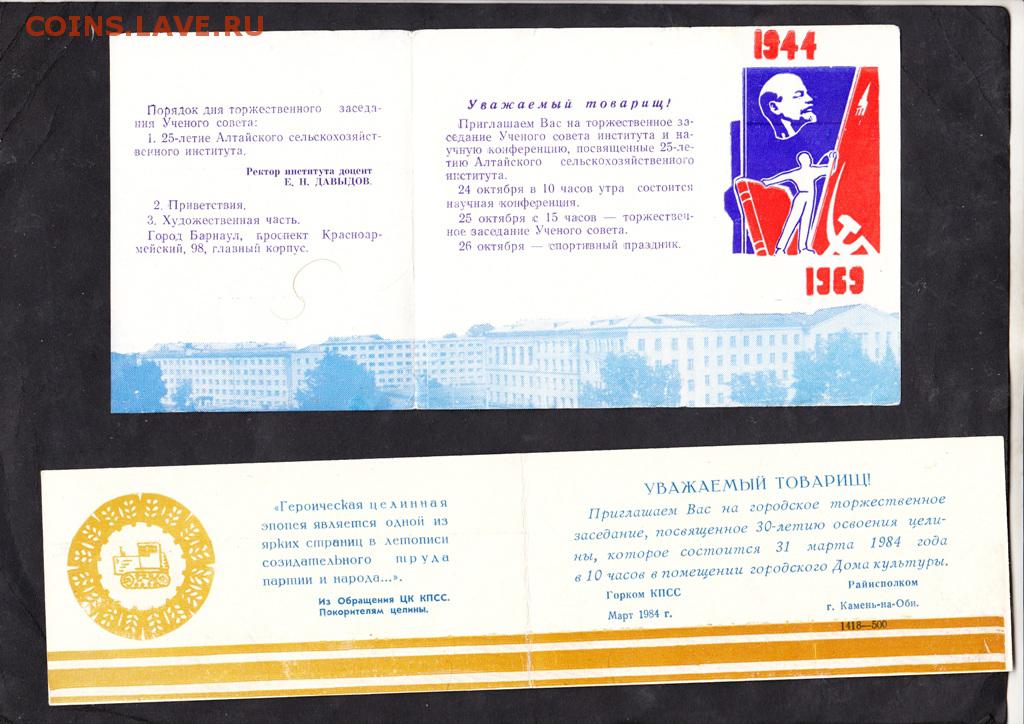 COINS.LAVE.RU
Порядок дня торжественного заседа-
ния Ученого совета:
1. 25-летие Алтайского сельскохозяйст-
венного института.
Ректор института доцент
Е. Н. ДАВЫДОВ.
2. Приветствия.
3. Художественная часть.
Город Барнаул, проспект Красноар-
мейский, 98, главный корпус.
Уважаемый товарищ!
Приглашаем Вас на торжественное за-
седание Ученого совета института и на-
учную конференцию, посвященные 25-ле-
тию Алтайского сельскохозяйственного
института.
24 октября в 10 часов утра состоится
научная конференция.
25 октября с 15 часов — торжествен-
ное заседание Ученого совета.
26 октября — спортивный праздник.
1944
1969
«Героическая целинная
эпопея является одной из
ярких страниц в летописи
созидательного труда
партии и народа...».
Из Обращения ЦК КПСС.
Покорителям целины.
УВАЖАЕМЫЙ ТОВАРИЩ!
Приглашаем Вас на городское торжественное
заседание, посвященное 30-летию освоения цели-
ны, которое состоится 31 марта 1984 года
в 10 часов в помещении городского Дома культуры.
Горком КПСС
Райисполком
Март 1984 г.
г. Камень-на-Оби.
1418—500